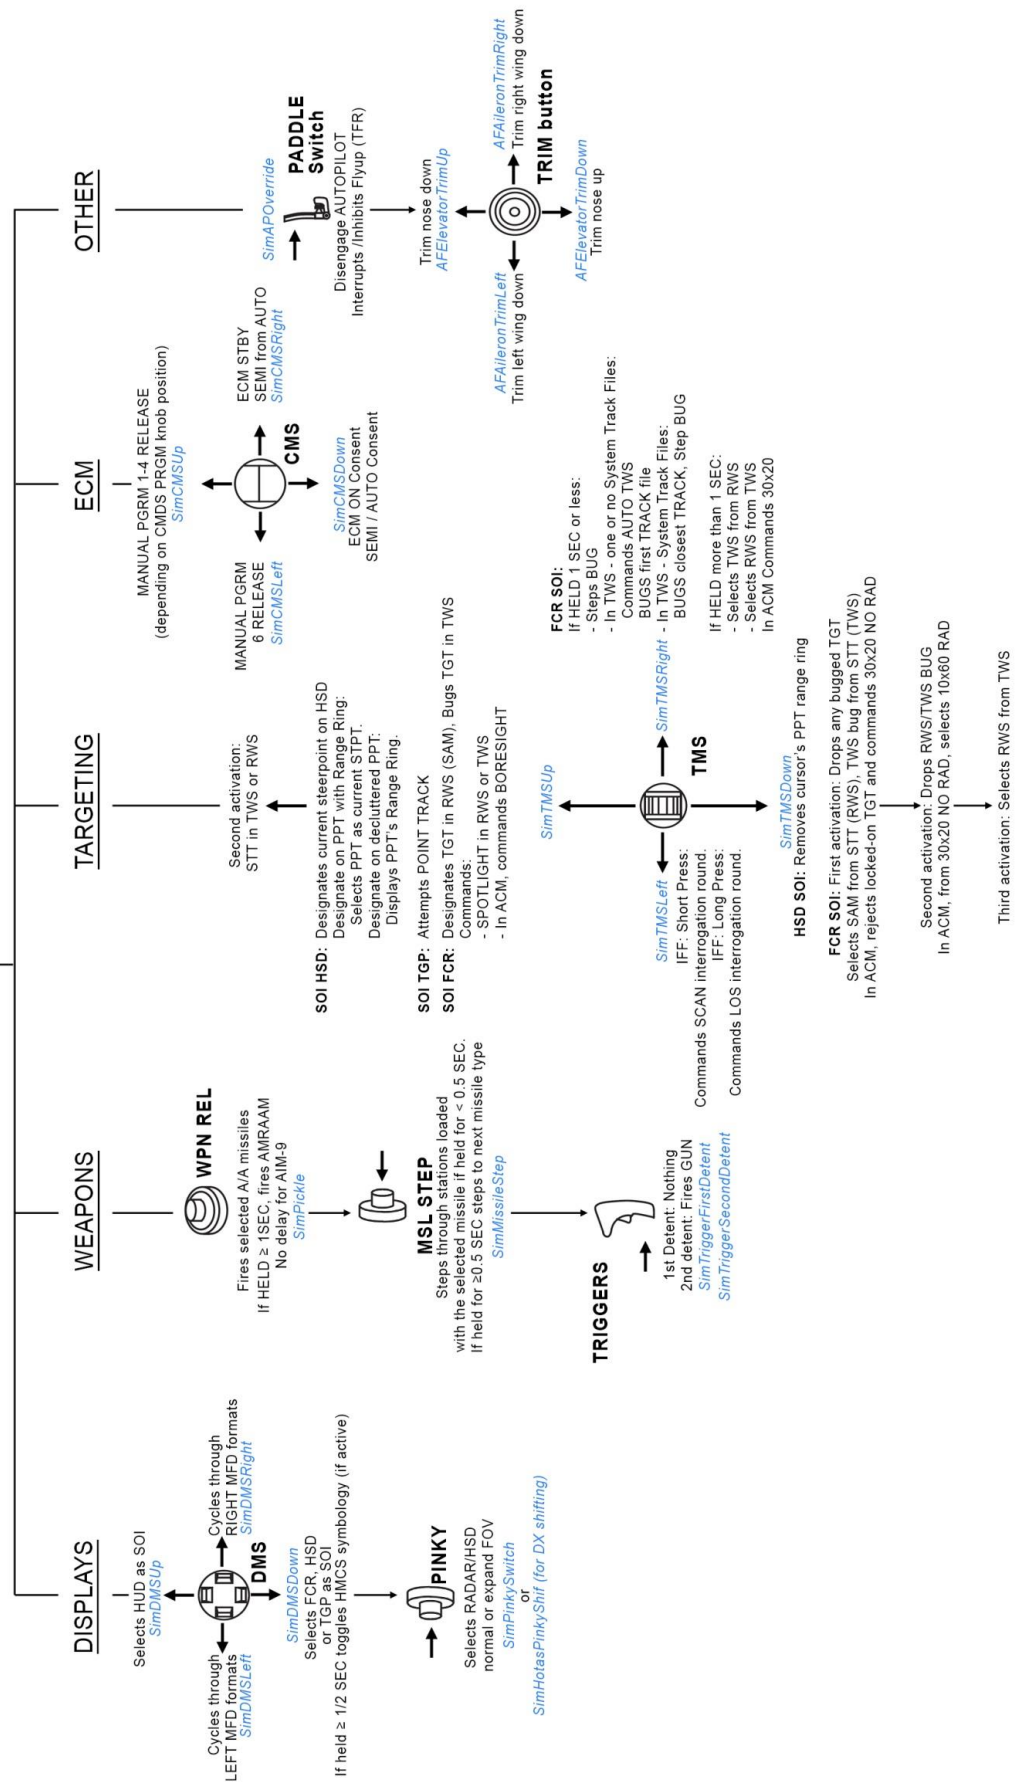 DISPLAYS
Selects HUD as SOI
SimDMSUp
Cycles through
LEFT MFD formats
SimDMSLeft
Cycles through
RIGHT MFD formats
SimDMSRight
DMS
SimDMSDown
Selects FCR, HSD
or TGP as SOI
If held ≥ 1/2 SEC toggles HMCS symbology (if active)
PINKY
Selects RADAR/HSD
normal or expand FOV
SimPinkySwitch
or
SimHotasPinkyShif (for DX shifting)
WEAPONS
WPN REL
Fires selected A/A missiles
If HELD ≥ 1SEC, fires AMRAAM
No delay for AIM-9
SimPickle
MSL STEP
Steps through stations loaded
with the selected missile if held for < 0.5 SEC.
If held for ≥0.5 SEC steps to next missile type
SimMissileStep
TRIGGERS
1st Detent: Nothing
2nd detent: Fires GUN
SimTriggerFirstDetent
SimTriggerSecondDetent
TARGETING
Second activation:
STT in TWS or RWS
SOI HSD: Designates current steerpoint on HSD
Designate on PPT with Range Ring:
Selects PPT as current STPT.
Designate on decluttered PPT:
Displays PPT's Range Ring.
SOI TGP: Attempts POINT TRACK
SOI FCR: Designates TGT in RWS (SAM), Bugs TGT in TWS
Commands:
- SPOTLIGHT in RWS or TWS
- In ACM, commands BORESIGHT
SimTMSUp
SimTMSLeft
IFF: Short Press:
Commands SCAN interrogation round.
IFF: Long Press:
Commands LOS interrogation round.
TMS
SimTMSRight
FCR SOI:
If HELD 1 SEC or less:
- Steps BUG
- In TWS - one or no System Track Files:
Commands AUTO TWS
BUGS first TRACK file
- In TWS - System Track Files:
BUGS closest TRACK, Step BUG
If HELD more than 1 SEC:
- Selects TWS from RWS
- Selects RWS from TWS
In ACM Commands 30x20
SimTMSDown
HSD SOI: Removes cursor's PPT range ring
FCR SOI: First activation: Drops any bugged TGT
Selects SAM from STT (RWS), TWS bug from STT (TWS)
In ACM, rejects locked-on TGT and commands 30x20 NO RAD
Second activation: Drops RWS/TWS BUG
In ACM, from 30x20 NO RAD, selects 10x60 RAD
Third activation: Selects RWS from TWS
ECM
MANUAL PGRM 1-4 RELEASE
(depending on CMDS PRGM knob position)
SimCMSUp
MANUAL PGRM
6 RELEASE
SimCMSLeft
ECM STBY
SEMI from AUTO
SimCMSRight
CMS
SimCMSDown
ECM ON Consent
SEMI / AUTO Consent
OTHER
SimAPOverride
PADDLE
Switch
Disengage AUTOPILOT
Interrupts /Inhibits Flyup (TFR)
Trim nose down
AFElevatorTrimUp
AFAileronTrimLeft
Trim left wing down
AFAileronTrimRight
Trim right wing down
TRIM button
AFElevatorTrimDown
Trim nose up